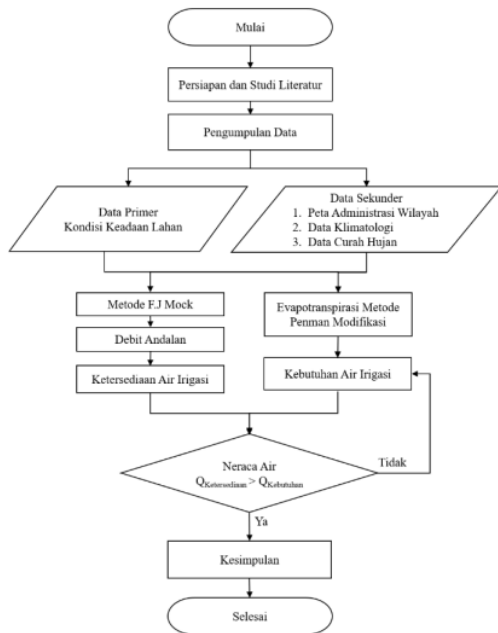 Mulai
Persiapan dan Studi Literatur
Pengumpulan Data
Data Primer
Kondisi Keadaan Lahan
Data Sekunder
1. Peta Administrasi Wilayah
2. Data Klimatologi
3. Data Curah Hujan
Metode F.J Mock
Debit Andalan
Ketersediaan Air Irigasi
Evapotranspirasi Metode
Penman Modifikasi
Kebutuhan Air Irigasi
Neraca Air
QKetersediaan > QKebutuhan
Tidak
Ya
Kesimpulan
Selesai